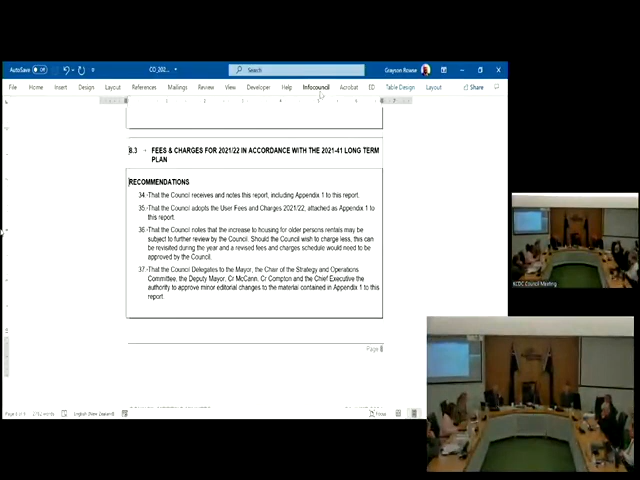 AutoSave Off CO_202... Search Grayson Rowse
File Home Insert Design Layout References Mailings Review View Developer Help Infocouncil Acrobat Table Design Layout Share
8.3 FEES & CHARGES FOR 2021/22 IN ACCORDANCE WITH THE 2021-41 LONG TERM
PLAN
RECOMMENDATIONS
34. That the Council receives and notes this report, including Appendix 1 to this report.
35. That the Council adopts the User Fees and Charges 2021/22, attached as Appendix 1 to
this report.
36. That the Council notes that the increase to housing for older persons rentals may be
subject to further review by the Council. Should the Council wish to charge less, this can
be revisited during the year and a revised fees and charges schedule would need to be
approved by the Council.
37. That the Council Delegates to the Mayor, the Chair of the Strategy and Operations
Committee, the Deputy Mayor, Cr McCann, Cr Compton and the Chief Executive the
authority to approve minor editorial changes to the material contained in Appendix 1 to this
report.
Page
English (New Zealand)
Focus
KCDC Council Meeting